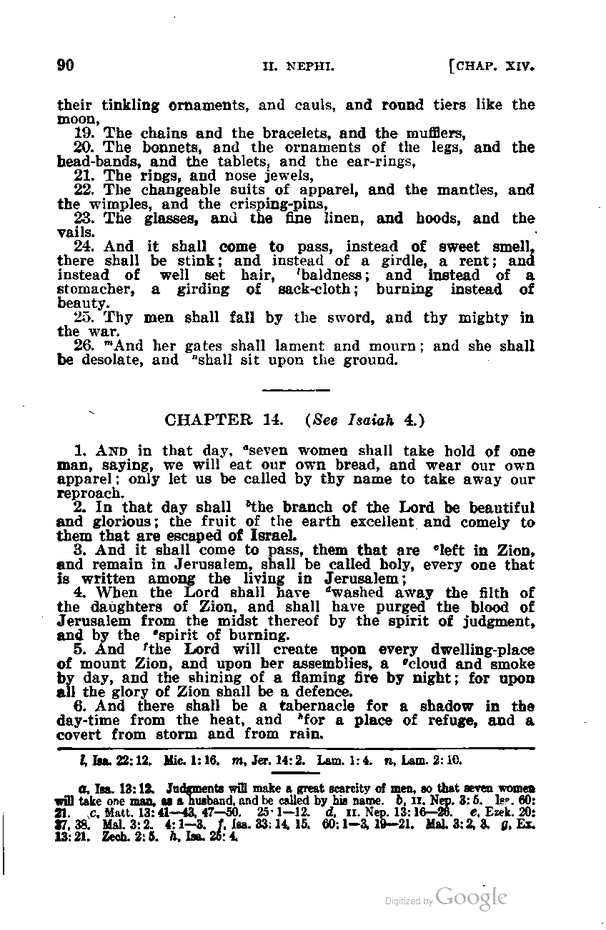 90 II. NEPHI. [CHAP. XIV.
their tinkling ornaments, and cauls, and round tiers like the
moon,
19. The chains and the bracelets, and the mufflers,
20. The bonnets, and the ornaments of the legs, and the
head-bands, and the tablets, and the ear-rings,
21. The rings, and nose jewels,
22. The changeable suits of apparel, and the mantles, and
the wimples, and the crisping-pins,
23. The glasses, and the fine linen, and hoods, and the
vails.
24. And it shall come to pass, instead of sweet smell,
there shall be stink; and instead of a girdle, a rent; and
instead of well set hair, lbaldness; and instead of a
stomacher, a girding of sack-cloth; burning instead of
beauty.
25. Thy men shall fall by the sword, and thy mighty in
the war.
26. mAnd her gates shall lament and mourn; and she shall
be desolate, and nshall sit upon the ground.
CHAPTER 14. (See Isaiah 4.)
1. AND in that day, aseven women shall take hold of one
man, saying, we will eat our own bread, and wear our own
apparel; only let us be called by thy name to take away our
reproach.
2. In that day shall bthe branch of the Lord be beautiful
and glorious; the fruit of the earth excellent and comely to
them that are escaped of Israel.
3. And it shall come to pass, them that are cleft in Zion,
and remain in Jerusalem, shall be called holy, every one that
is written among the living in Jerusalem;
4. When the Lord shall have dwashed away the filth of
the daughters of Zion, and shall have purged the blood of
Jerusalem from the midst thereof by the spirit of judgment,
and by the espirit of burning.
5. And fthe Lord will create upon every dwelling-place
of mount Zion, and upon her assemblies, a gcloud and smoke
by day, and the shining of a flaming fire by night; for upon
all the glory of Zion shall be a defence.
6. And there shall be a tabernacle for a shadow in the
day-time from the heat, and hfor a place of refuge, and a
covert from storm and from rain.
l, Isa. 22:12. Mic. 1:16. m, Jer. 14:2. Lam. 1:4. n, Lam. 2:10.
a, Isa. 13:12. Judgments will make a great scarcity of men, so that seven women
will take one man, as a husband, and be called by his name. b, II. Nep. 3:5. Isa. 60:
21. c, Matt. 13:41—43, 47—50. 25:1—12. d, II. Nep. 13:16—26. e, Ezek. 20:
37, 38. Mal. 3:2. 4:1—3. f, Isa. 33:14, 15. 60:1—3, 19—21. Mal. 3:2, 3. g, Ex.
13:21. Zech. 2:5. h, Isa. 25:4.
Digitized by Google